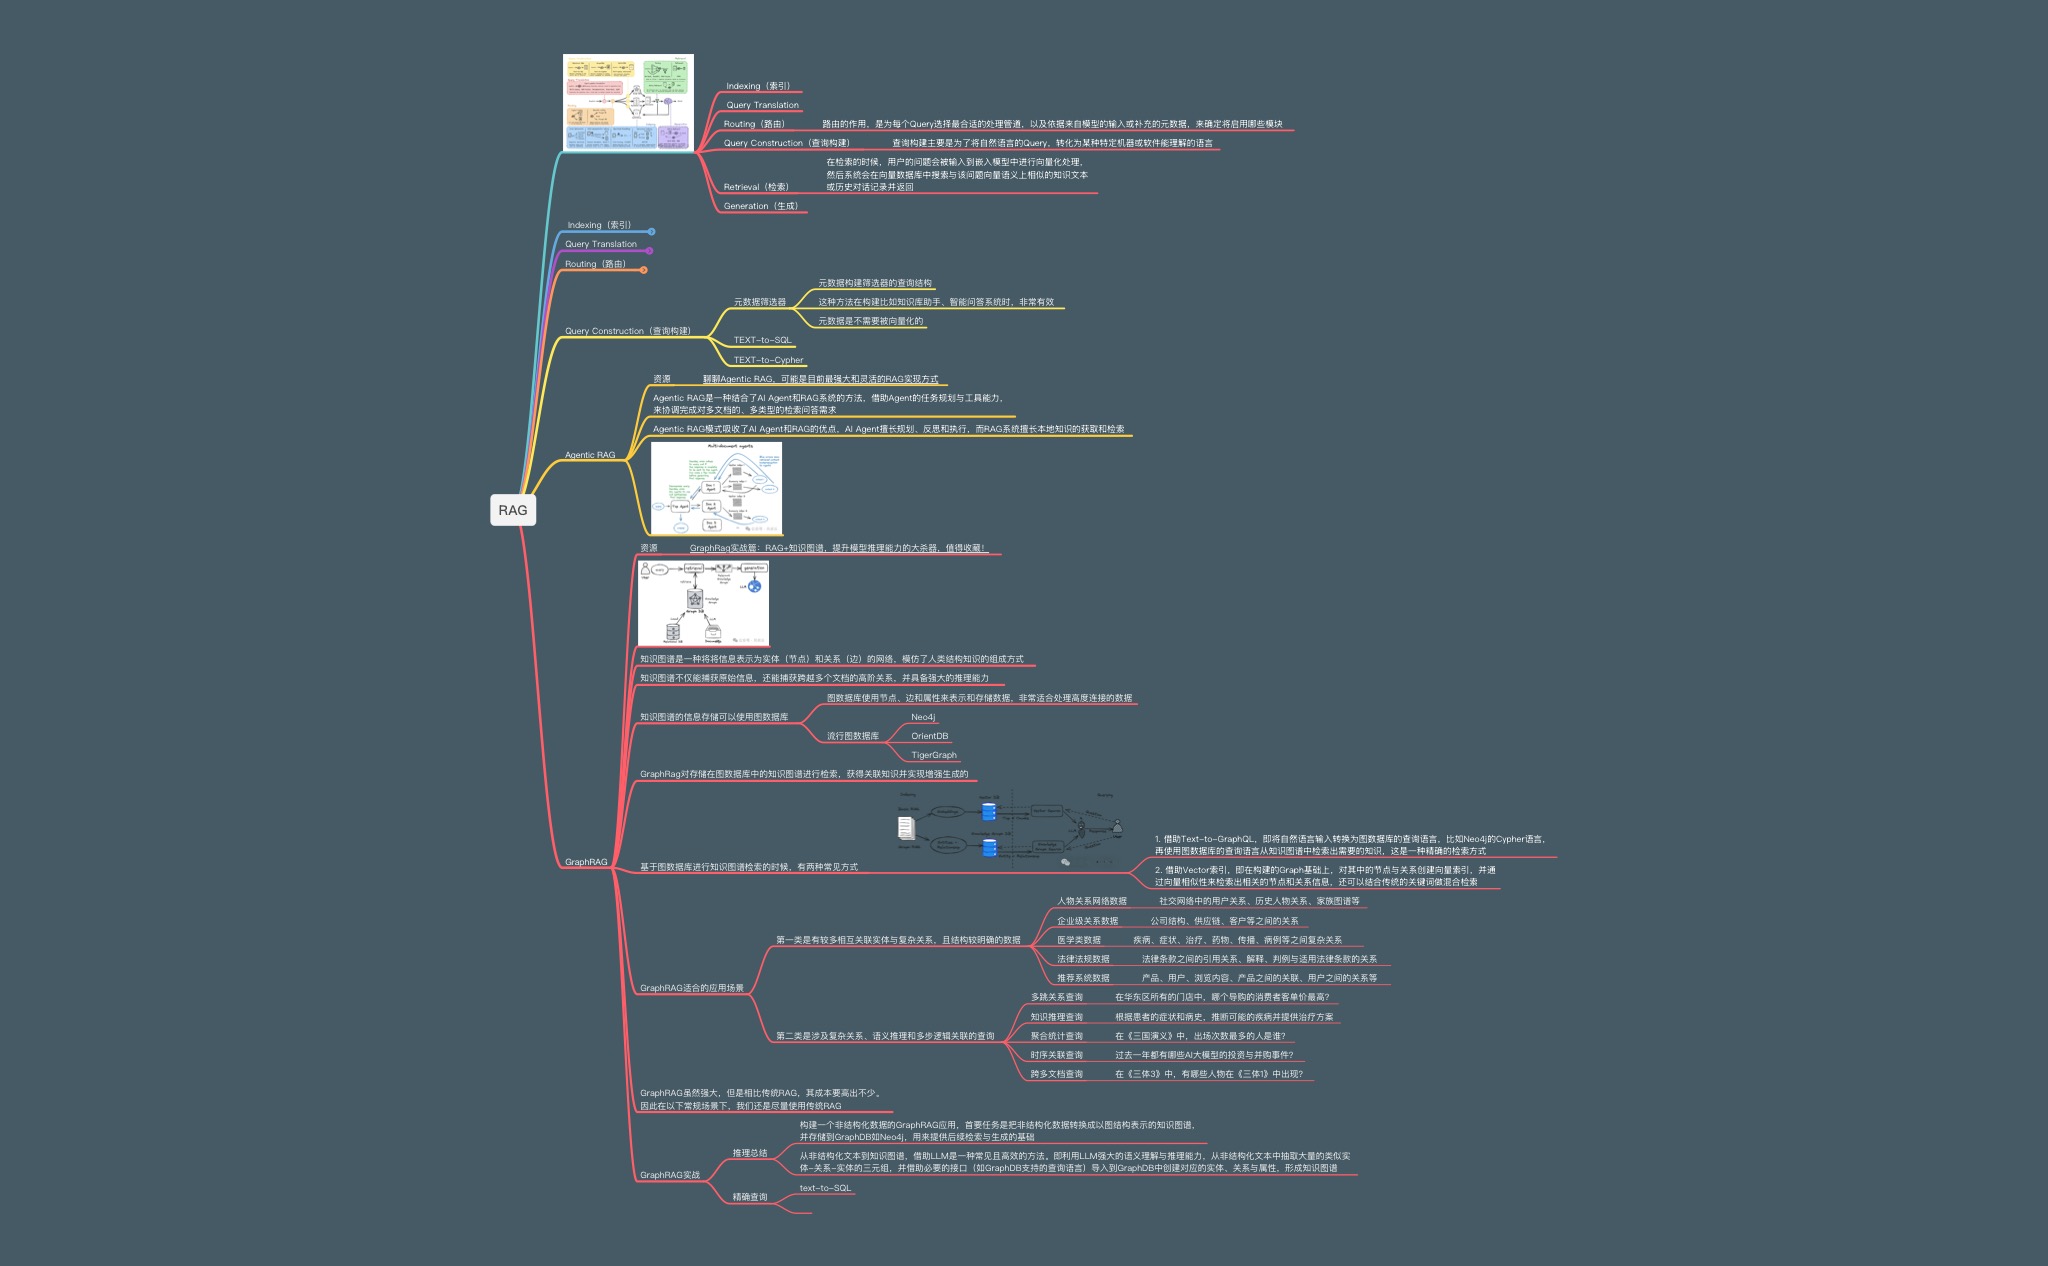 RAG
Indexing（索引）
Query Translation
Routing（路由）
路由的作用，是为每个Query选择最合适的处理管道，以及依据来自模型的输入或补充的元数据，来确定将启用哪些模块
Query Construction（查询构建）
查询构建主要是为了将自然语言的Query，转化为某种特定机器或软件能理解的语言
Retrieval（检索）
在检索的时候，用户的问题会被输入到嵌入模型中进行向量化处理，
然后系统会在向量数据库中搜索与该问题向量语义上相似的知识文本
或历史对话记录并返回
Generation（生成）
Indexing（索引）
Query Translation
Routing（路由）
Query Construction（查询构建）
元数据筛选器
元数据构建筛选器的查询结构
这种方法在构建比如知识库助手、智能问答系统时，非常有效
元数据是不需要被向量化的
TEXT-to-SQL
TEXT-to-Cypher
Agentic RAG
资源
聊聊Agentic RAG，可能是目前最强大和灵活的RAG实现方式
Agentic RAG是一种结合了AI Agent和RAG系统的方法，借助Agent的任务规划与工具能力，
来协调完成对多文档的、多类型的检索问答需求
Agentic RAG模式吸收了AI Agent和RAG的优点，AI Agent擅长规划、反思和执行，而RAG系统擅长本地知识的获取和检索
Multi-document agents
GraphRAG
资源
GraphRag实战篇：RAG+知识图谱，提升模型推理能力的大杀器，值得收藏！
知识图谱是一种将将信息表示为实体（节点）和关系（边）的网络，模仿了人类结构知识的组成方式
知识图谱不仅能捕获原始信息，还能捕获跨越多个文档的高阶关系，并具备强大的推理能力
知识图谱的信息存储可以使用图数据库
图数据库使用节点、边和属性来表示和存储数据，非常适合处理高度连接的数据
流行图数据库
Neo4j
OrientDB
TigerGraph
GraphRag对存储在图数据库中的知识图谱进行检索，获得关联知识并实现增强生成的
基于图数据库进行知识图谱检索的时候，有两种常见方式
1. 借助Text-to-GraphQL，即将自然语言输入转换为图数据库的查询语言，比如Neo4j的Cypher语言，
再使用图数据库的查询语言从知识图谱中检索出需要的知识，这是一种精确的检索方式
2. 借助Vector索引，即在构建的Graph基础上，对其中的节点与关系创建向量索引，并通
过向量相似性来检索出相关的节点和关系信息，还可以结合传统的关键词做混合检索
GraphRAG适合的应用场景
第一类是有较多相互关联实体与复杂关系，且结构较明确的数据
人物关系网络数据
社交网络中的用户关系、历史人物关系、家族图谱等
企业级关系数据
公司结构、供应链、客户等之间的关系
医学类数据
疾病、症状、治疗、药物、传播、病例等之间复杂关系
法律法规数据
法律条款之间的引用关系、解释、判例与适用法律条款的关系
推荐系统数据
产品、用户、浏览内容、产品之间的关联、用户之间的关系等
第二类是涉及复杂关系、语义推理和多步逻辑关联的查询
多跳关系查询
在华东区所有的门店中，哪个导购的消费者客单价最高？
知识推理查询
根据患者的症状和病史，推断可能的疾病并提供治疗方案
聚合统计查询
在《三国演义》中，出场次数最多的人是谁？
时序关联查询
过去一年都有哪些AI大模型的投资与并购事件？
跨多文档查询
在《三体3》中，有哪些人物在《三体1》中出现？
GraphRAG虽然强大，但是相比传统RAG，其成本要高出不少。
因此在以下常规场景下，我们还是尽量使用传统RAG
GraphRAG实战
推理总结
构建一个非结构化数据的GraphRAG应用，首要任务是把非结构化数据转换成以图结构表示的知识图谱，
并存储到GraphDB如Neo4j，用来提供后续检索与生成的基础
从非结构化文本到知识图谱，借助LLM是一种常见且高效的方法。即利用LLM强大的语义理解与推理能力，从非结构化文本中抽取大量的类似实
体-关系-实体的三元组，并借助必要的接口（如GraphDB支持的查询语言）导入到GraphDB中创建对应的实体、关系与属性，形成知识图谱
精确查询
text-to-SQL